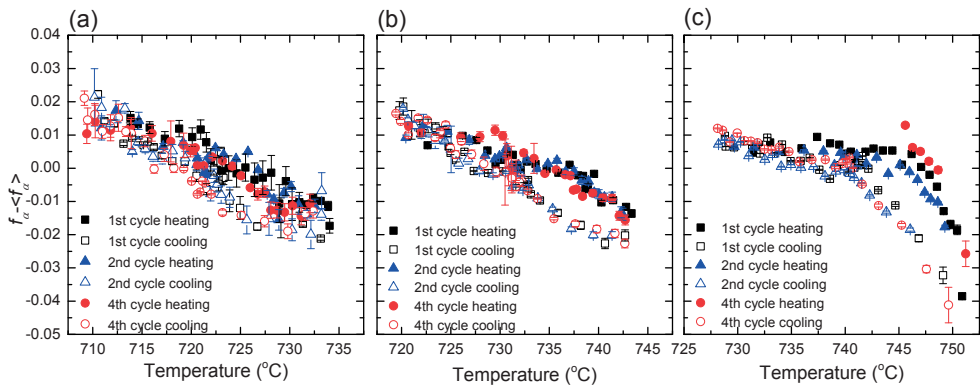 (a)
(b)
(c)
0.04
0.03
0.02
0.01
0.00
-0.01
-0.02
-0.03
-0.04
-0.05
fα-<fα>
1st cycle heating
1st cycle cooling
2nd cycle heating
2nd cycle cooling
4th cycle heating
4th cycle cooling
1st cycle heating
1st cycle cooling
2nd cycle heating
2nd cycle cooling
4th cycle heating
4th cycle cooling
1st cycle heating
1st cycle cooling
2nd cycle heating
2nd cycle cooling
4th cycle heating
4th cycle cooling
710 715 720 725 730 735
720 725 730 735 740 745
725 730 735 740 745 750
Temperature (°C)
Temperature (°C)
Temperature (°C)